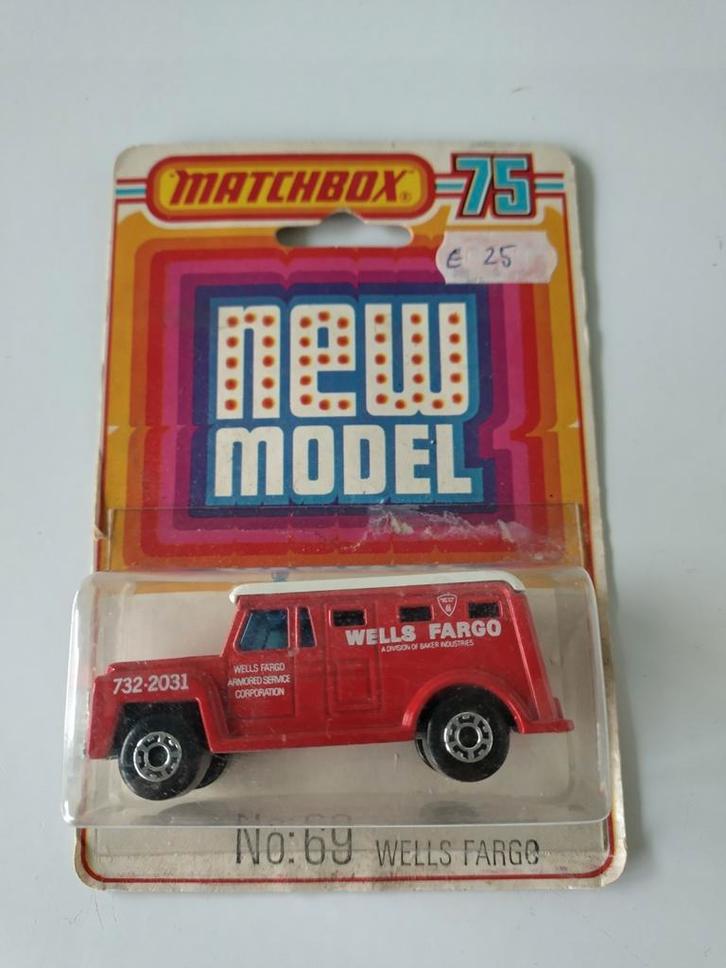 "MATCHBOX"® 75
€ 25
new
MODEL
WELLS FARGO
A DIVISION OF BAKER INDUSTRIES
732-2031
WELLS FARGO
ARMORED SERVICE
CORPORATION
No:69 WELLS FARGO